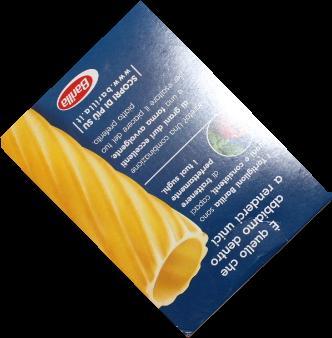 È quello che
abbiamo dentro
a renderci unici
tortiglioni Barilla sono
e consistenti, capaci
di trattenere
perfettamente
i tuoi sughi.
segreto? Una combinazione
di grani duri eccellenti
e una forma avvolgente
per esaltare il piacere del tuo
piatto preferito.
SCOPRI DI PIÙ SU
www.barilla.it
Barilla